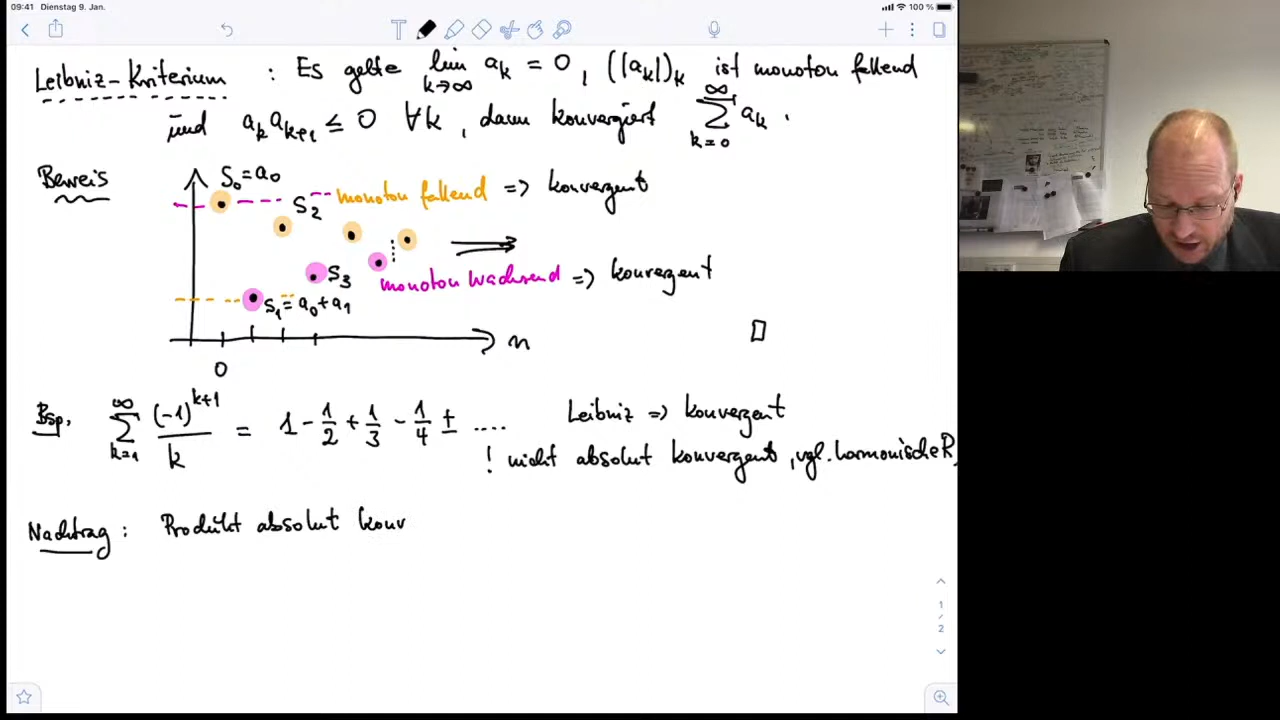 09:41 Dienstag 9. Jan.
100 %
Leibniz-Kriterium : Es gelte lim k→∞ a_k = 0, (|a_k|)_k ist monoton fallend
und a_k a_{k+1} ≤ 0 ∀k, dann konvergiert ∑_{k=0}^{∞} a_k .
Beweis
S_0 = a_0
S_2
monoton fallend => konvergent
S_3
monoton wachsend => konvergent
S_1 = a_0 + a_1
n
0
Bsp. ∑_{k=1}^{∞} (-1)^{k+1}/k = 1 - 1/2 + 1/3 - 1/4 ± .... Leibniz => konvergent
! nicht absolut konvergent, vgl. harmonische R.
Nachtrag : Produkt absolut konv
1
/
2